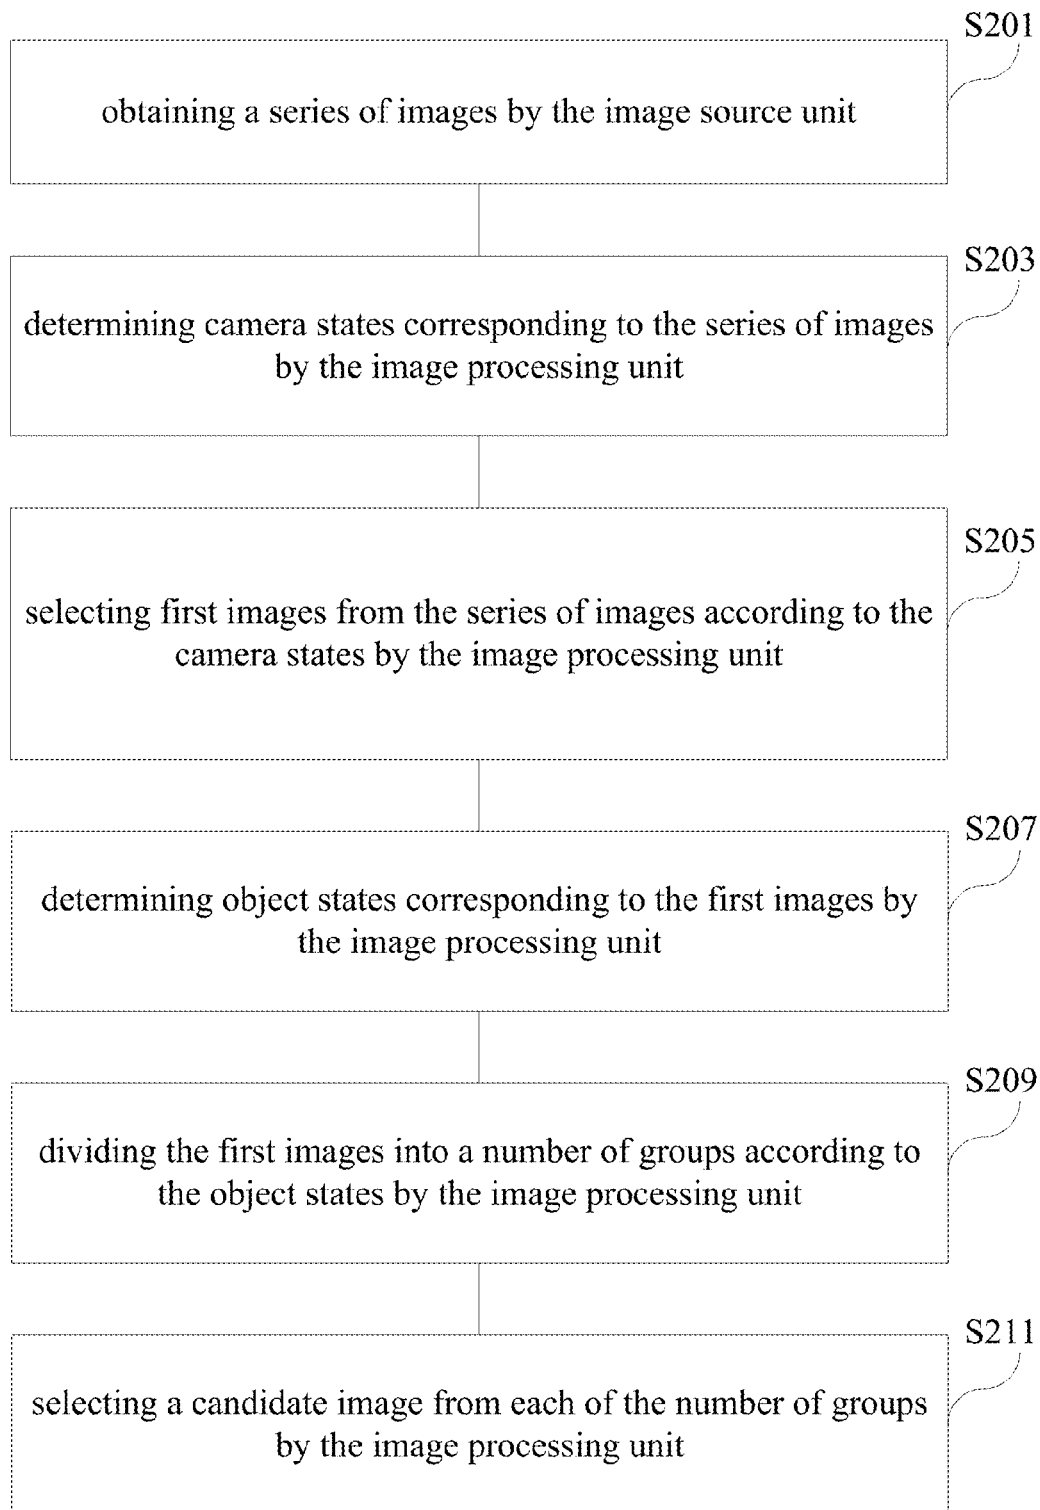 S201
obtaining a series of images by the image source unit
S203
determining camera states corresponding to the series of images
by the image processing unit
S205
selecting first images from the series of images according to the
camera states by the image processing unit
S207
determining object states corresponding to the first images by
the image processing unit
S209
dividing the first images into a number of groups according to
the object states by the image processing unit
S211
selecting a candidate image from each of the number of groups
by the image processing unit